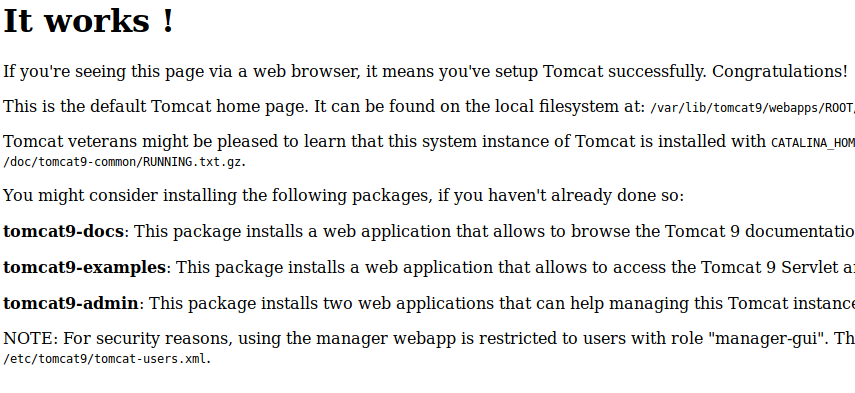 It works !
If you're seeing this page via a web browser, it means you've setup Tomcat successfully. Congratulations!
This is the default Tomcat home page. It can be found on the local filesystem at: /var/lib/tomcat9/webapps/ROOT/
Tomcat veterans might be pleased to learn that this system instance of Tomcat is installed with CATALINA_HOM
/doc/tomcat9-common/RUNNING.txt.gz.
You might consider installing the following packages, if you haven't already done so:
tomcat9-docs: This package installs a web application that allows to browse the Tomcat 9 documentatio
tomcat9-examples: This package installs a web application that allows to access the Tomcat 9 Servlet a
tomcat9-admin: This package installs two web applications that can help managing this Tomcat instance
NOTE: For security reasons, using the manager webapp is restricted to users with role "manager-gui". Th
/etc/tomcat9/tomcat-users.xml.